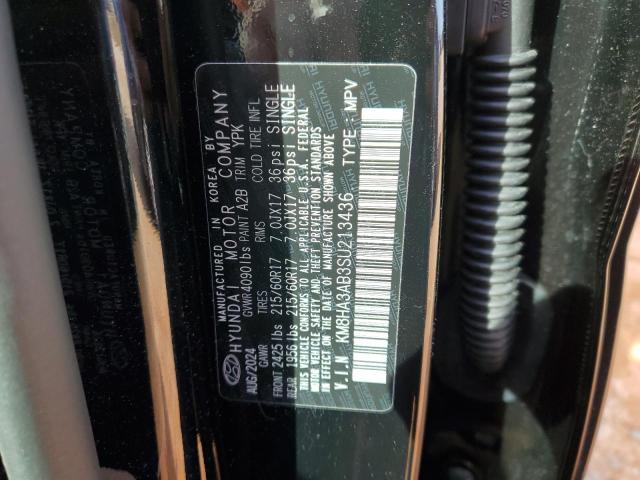 MANUFACTURED IN KOREA BY
HYUNDAI MOTOR COMPANY
AUG/2024 GVWR 4090lbs PAINT A2B TRIM YPK
GAWR TIRES RIMS COLD TIRE INFL
FRONT 2425 lbs 215/60R17 7.0JX17 36psi SINGLE
REAR 1956 lbs 215/60R17 7.0JX17 36psi SINGLE
THIS VEHICLE CONFORMS TO ALL APPLICABLE U.S.A. FEDERAL
MOTOR VEHICLE SAFETY AND THEFT PREVENTION STANDARDS
IN EFFECT ON THE DATE OF MANUFACTURE SHOWN ABOVE
V.I.N KM8HA3AB3SU213436 TYPE : MPV